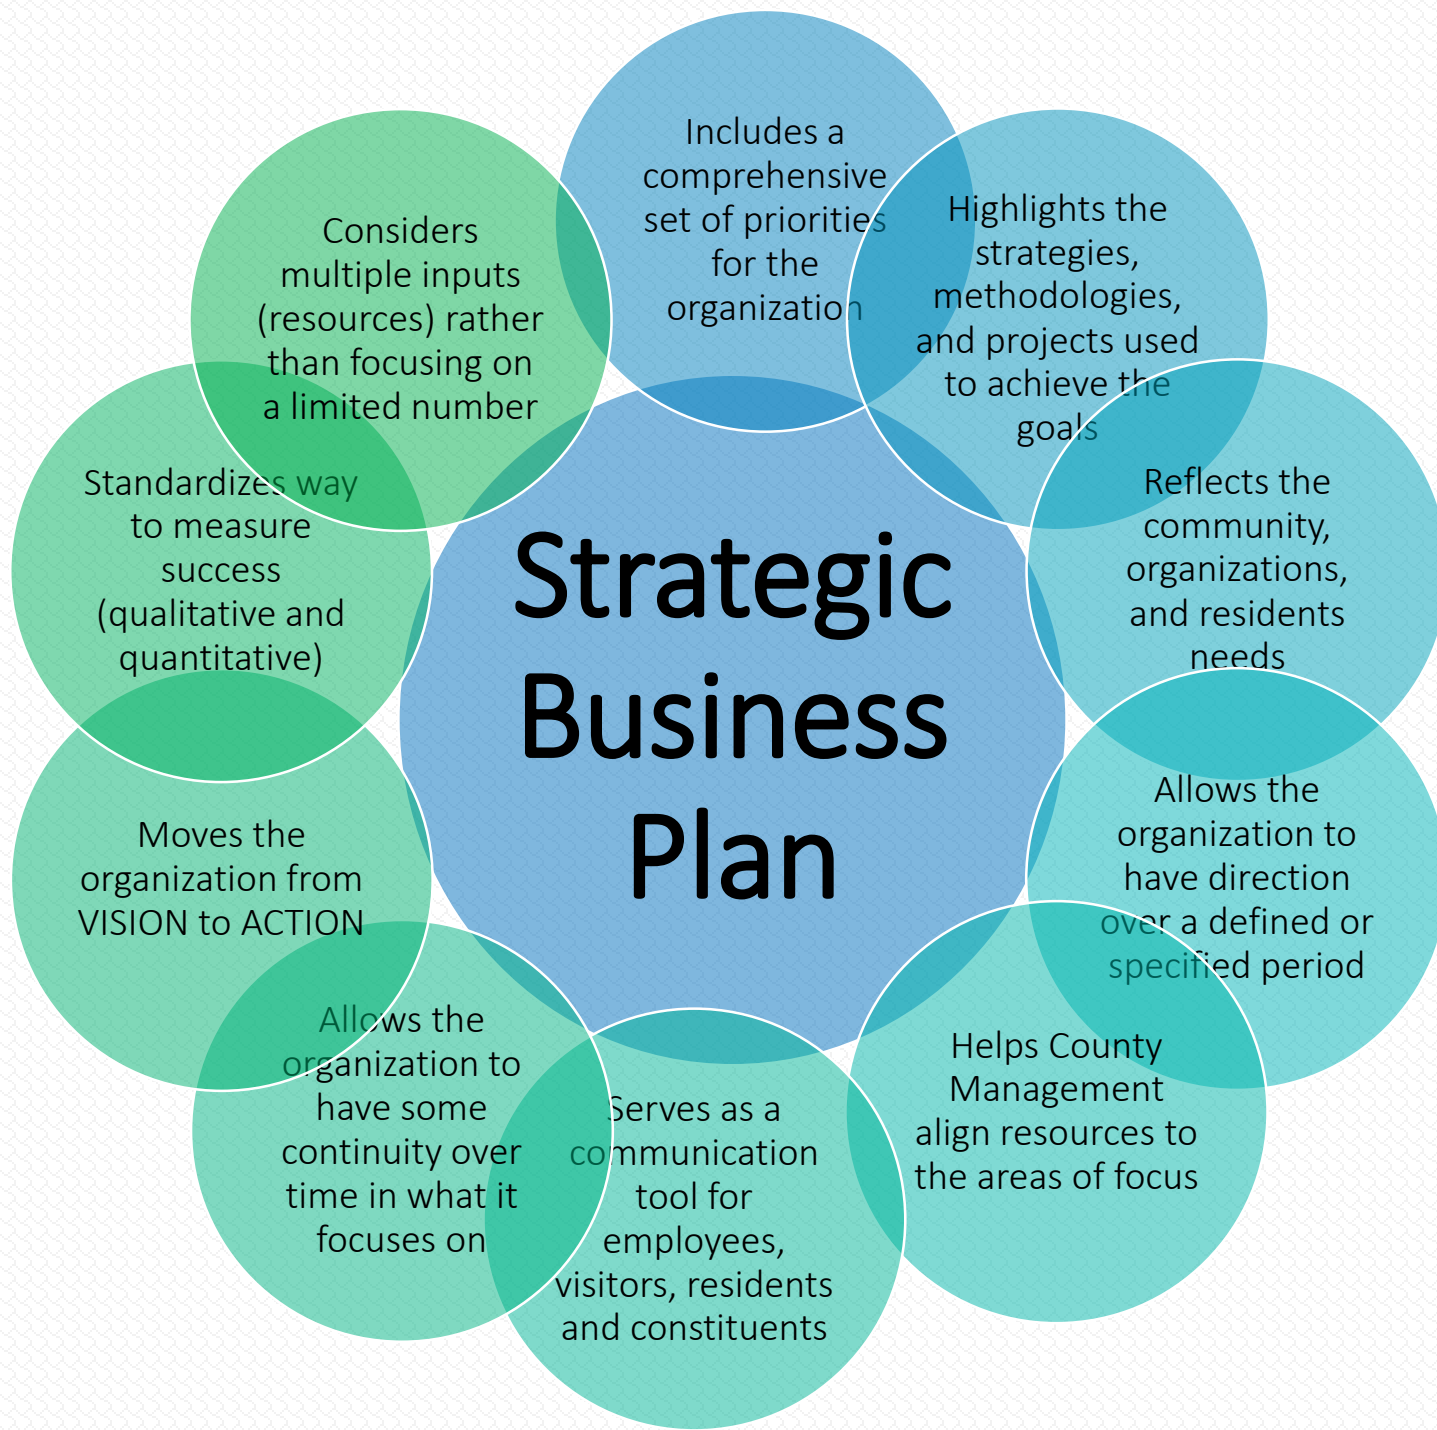 Strategic
Business
Plan
Includes a
comprehensive
set of priorities
for the
organization
Highlights the
strategies,
methodologies,
and projects used
to achieve the
goals
Reflects the
community,
organizations,
and residents
needs
Allows the
organization to
have direction
over a defined or
specified period
Helps County
Management
align resources to
the areas of focus
Serves as a
communication
tool for
employees,
visitors, residents
and constituents
Allows the
organization to
have some
continuity over
time in what it
focuses on
Moves the
organization from
VISION to ACTION
Standardizes way
to measure
success
(qualitative and
quantitative)
Considers
multiple inputs
(resources) rather
than focusing on
a limited number